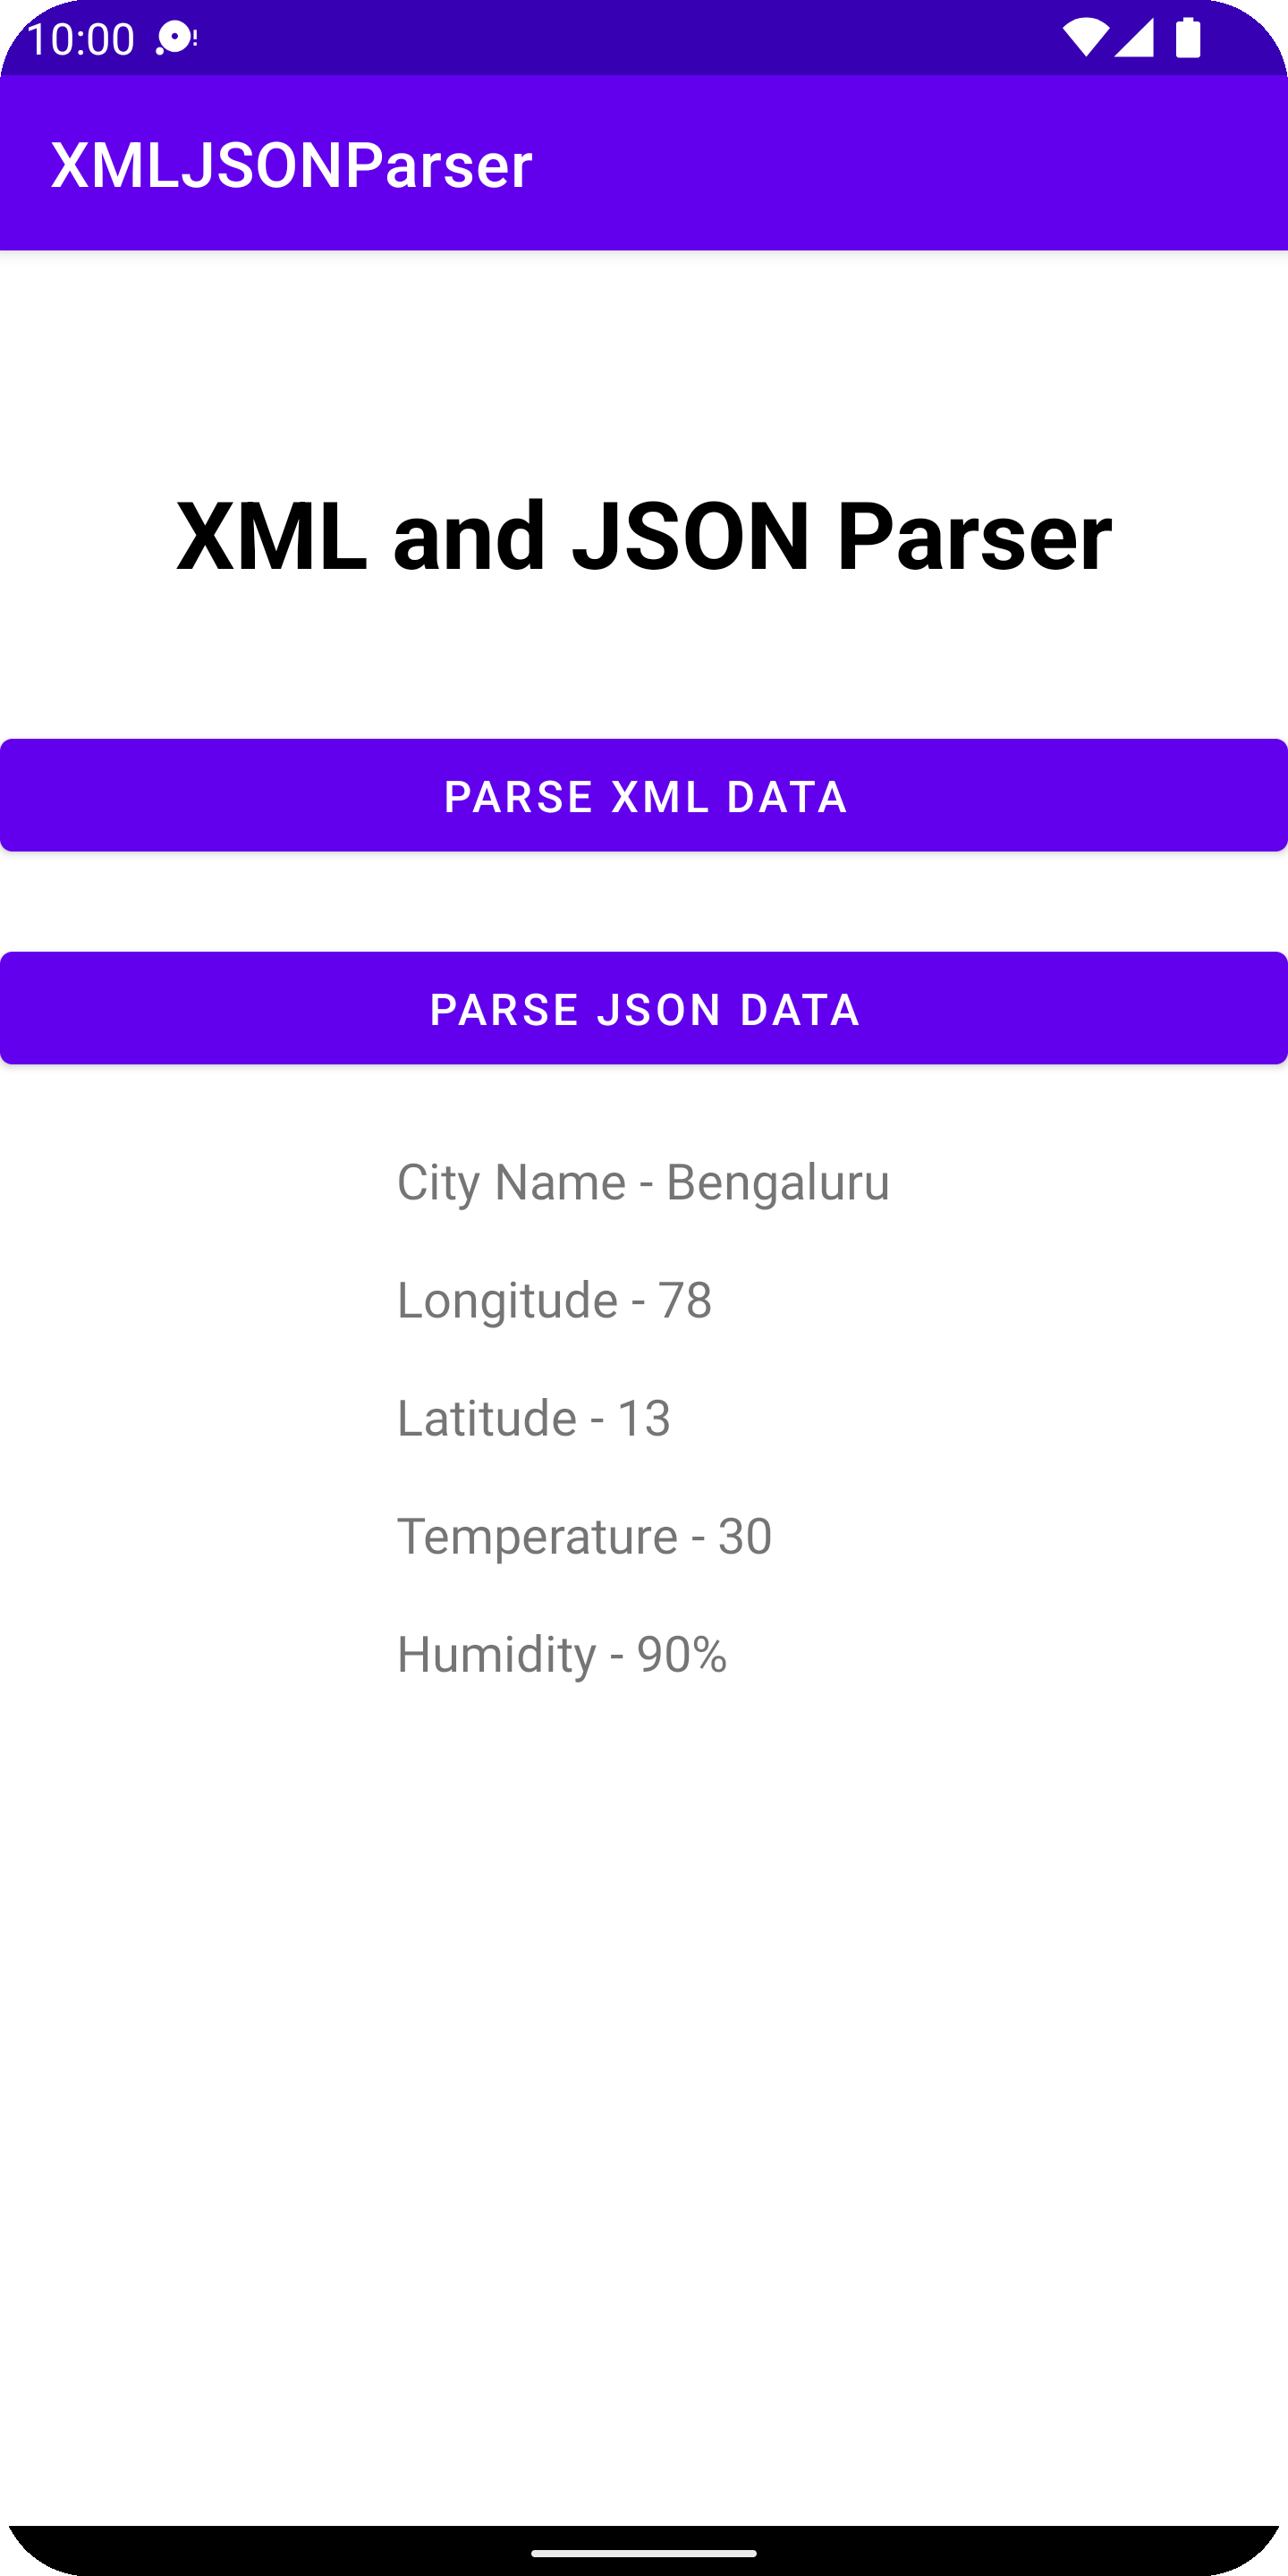 10:00
XMLJSONParser
XML and JSON Parser
PARSE XML DATA
PARSE JSON DATA
City Name - Bengaluru
Longitude - 78
Latitude - 13
Temperature - 30
Humidity - 90%